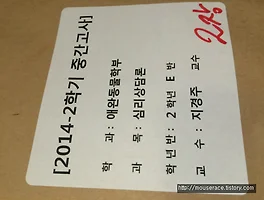 [2014-2학기 중간고사]
학 과 : 애완동물학부
과 목 : 심리상담론
학년반 : 2학년 E 반
교 수 : 지경주 교수
http://mouserace.tistory.com